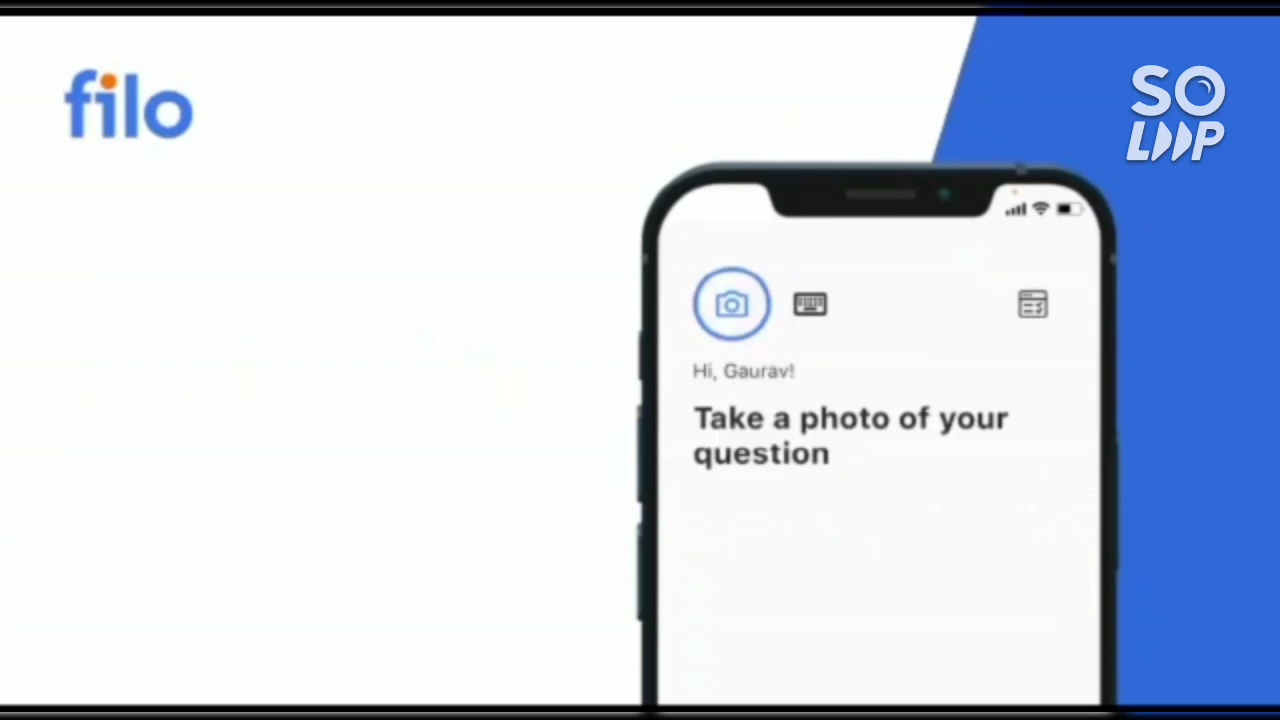 filo
SO
LOOP
Hi, Gaurav!
Take a photo of your
question